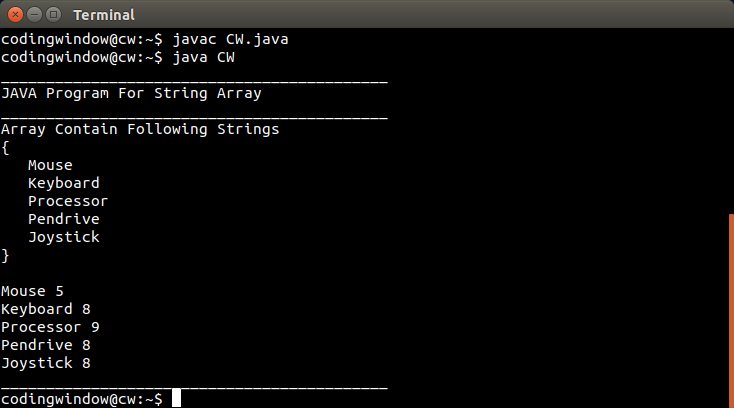 Terminal
codingwindow@cw:~$ javac CW.java
codingwindow@cw:~$ java CW
___________________________________________
JAVA Program For String Array
___________________________________________
Array Contain Following Strings
{
   Mouse
   Keyboard
   Processor
   Pendrive
   Joystick
}
Mouse 5
Keyboard 8
Processor 9
Pendrive 8
Joystick 8
___________________________________________
codingwindow@cw:~$